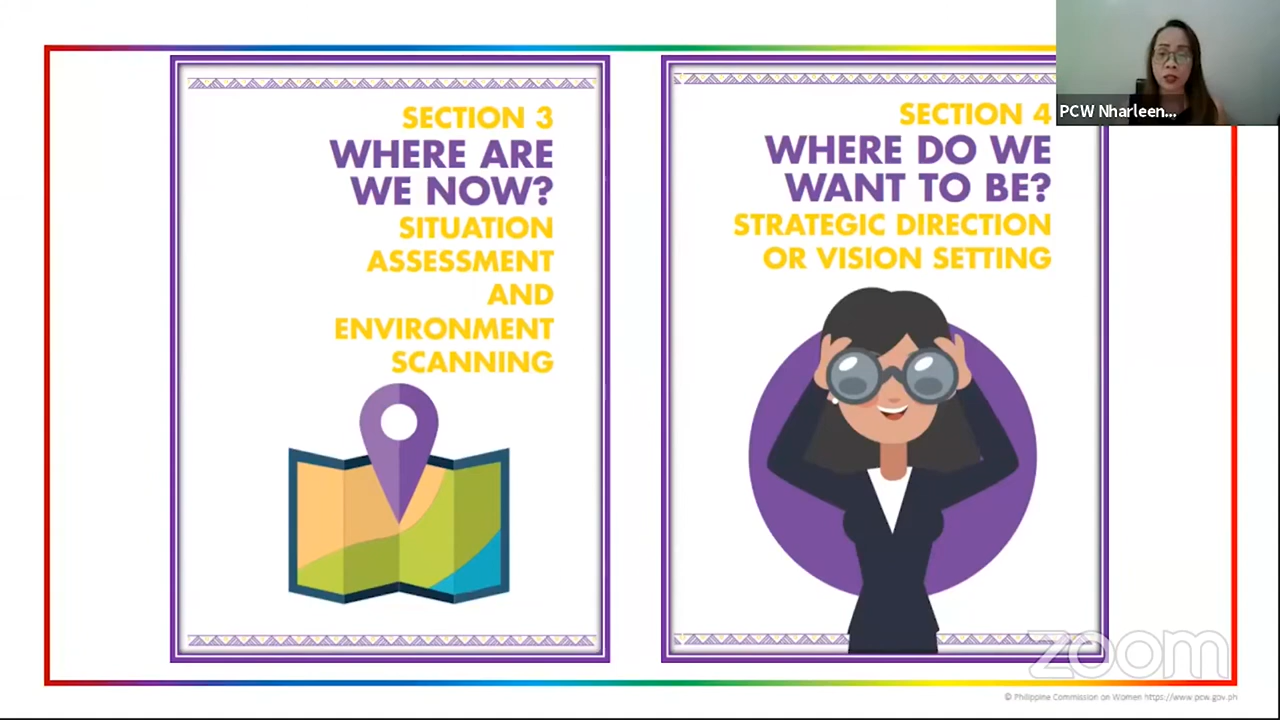 SECTION 3
WHERE ARE
WE NOW?
SITUATION
ASSESSMENT
AND
ENVIRONMENT
SCANNING
SECTION 4
WHERE DO WE
WANT TO BE?
STRATEGIC DIRECTION
OR VISION SETTING
PCW Nharleen...
zoom
© Philippine Commission on Women https://www.pcw.gov.ph